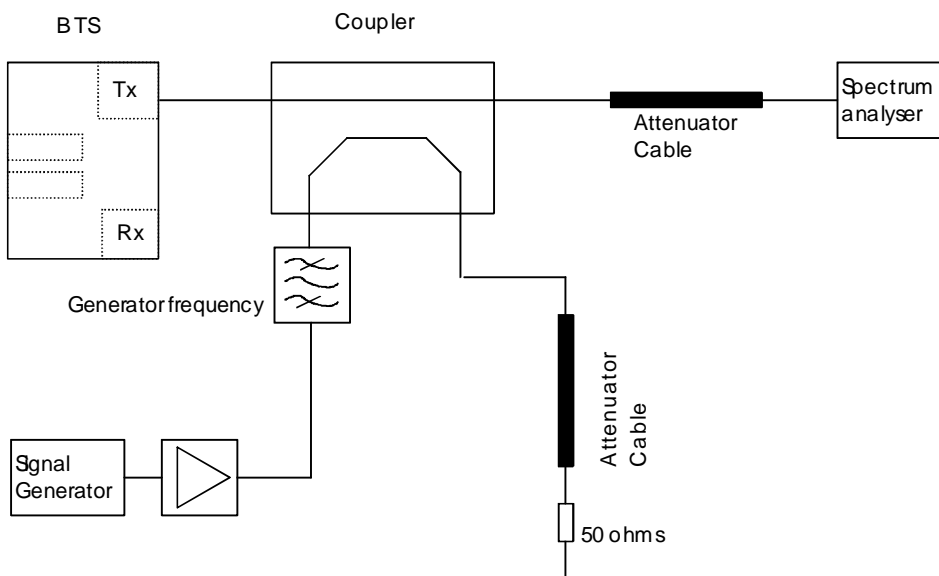 BTS
Coupler
Tx
Spectrum
analyser
Attenuator
Cable
Rx
Generator frequency
Attenuator
Cable
Signal
Generator
50 ohms